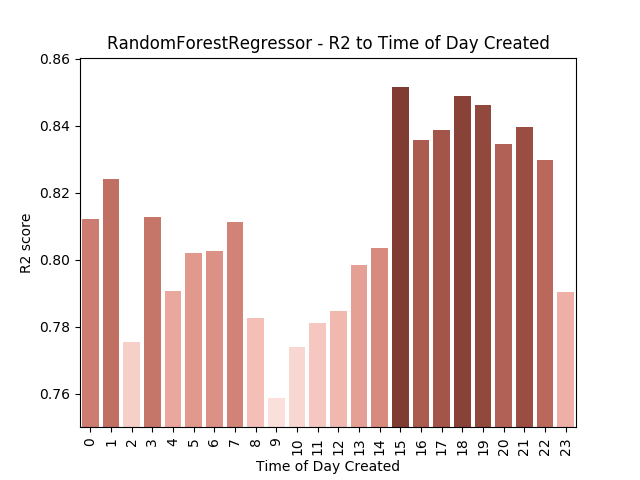 RandomForestRegressor - R2 to Time of Day Created
R2 score
0.86
0.84
0.82
0.80
0.78
0.76
0 1 2 3 4 5 6 7 8 9 10 11 12 13 14 15 16 17 18 19 20 21 22 23
Time of Day Created